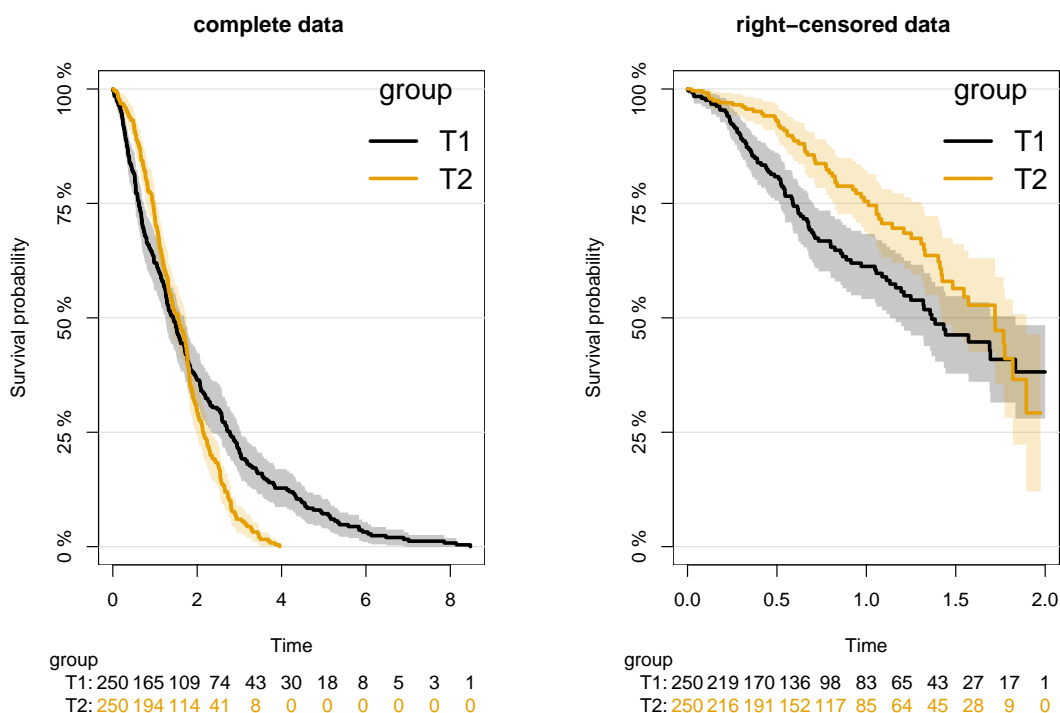 complete data
group
T1
T2
100 %
75 %
50 %
25 %
0 %
Survival probability
0 2 4 6 8
Time
group
T1: 250 165 109 74 43 30 18 8 5 3 1
T2: 250 194 114 41 8 0 0 0 0 0 0
right−censored data
group
T1
T2
100 %
75 %
50 %
25 %
0 %
Survival probability
0.0 0.5 1.0 1.5 2.0
Time
group
T1: 250 219 170 136 98 83 65 43 27 17 1
T2: 250 216 191 152 117 85 64 45 28 9 0